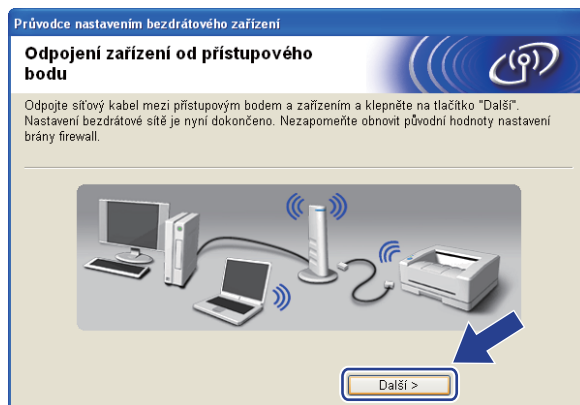 Průvodce nastavením bezdrátového zařízení
Odpojení zařízení od přístupového
bodu
Odpojte síťový kabel mezi přístupovým bodem a zařízením a klepněte na tlačítko "Další".
Nastavení bezdrátové sítě je nyní dokončeno. Nezapomeňte obnovit původní hodnoty nastavení
brány firewall.
Další >